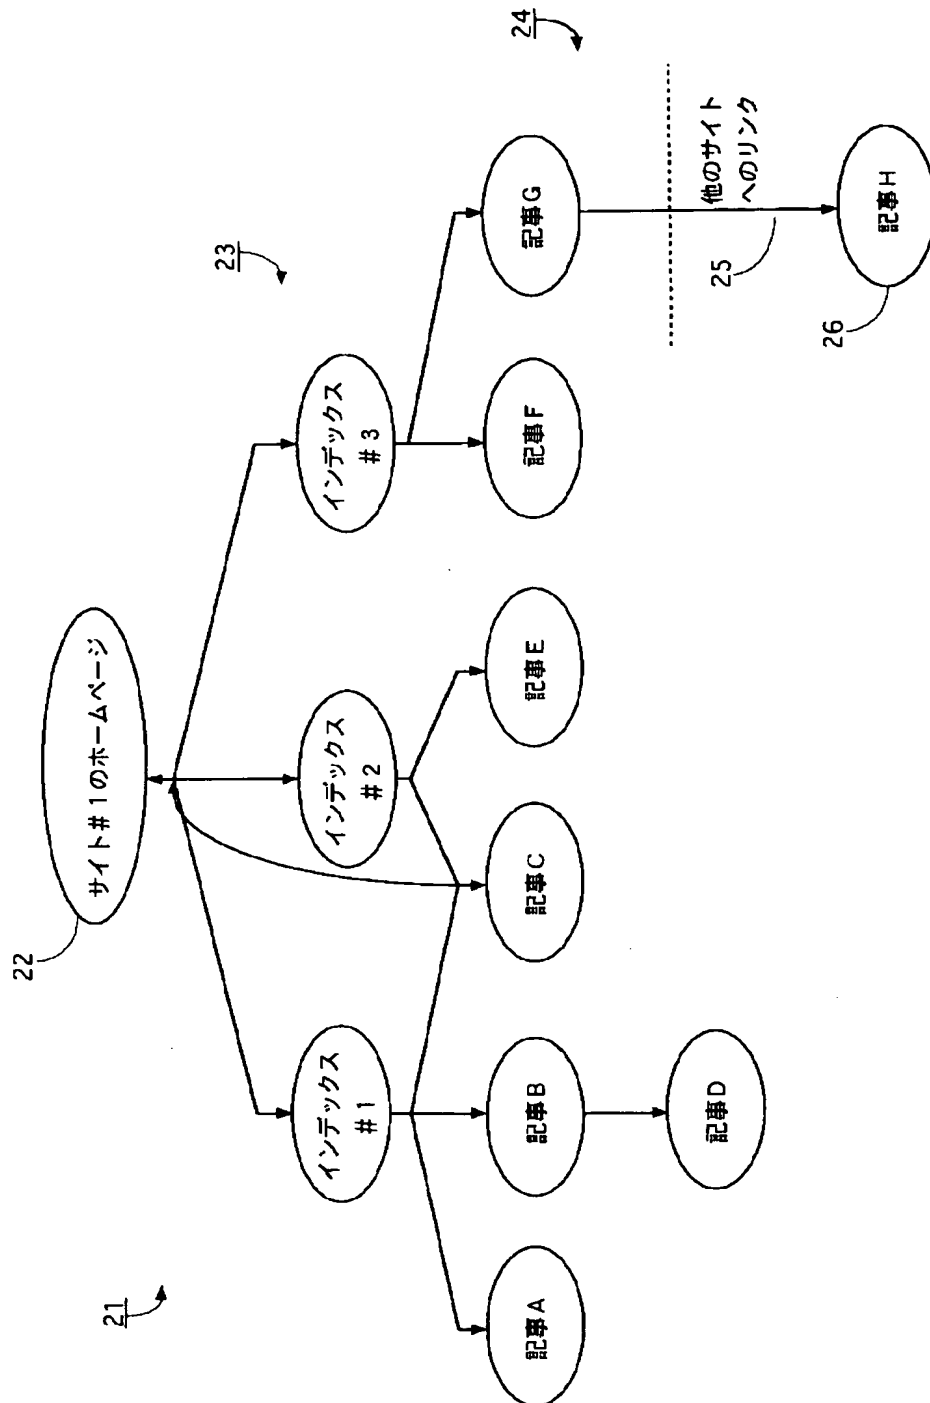 21
22
サイト#1のホームページ
23
24
インデックス
#1
インデックス
#2
インデックス
#3
記事A
記事B
記事C
記事E
記事F
記事G
記事D
他のサイト
へのリンク
25
26
記事H